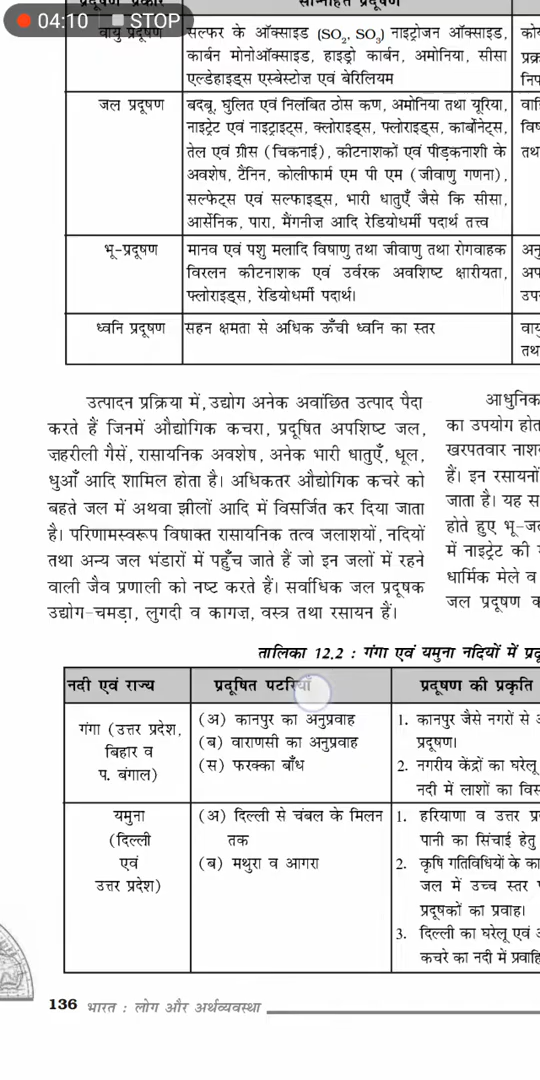 04:10 STOP
प्रदूषण प्रकार सन्निहित प्रदूषण
वायु प्रदूषण
सल्फर के ऑक्साइड (SO2, SO3) नाइट्रोजन ऑक्साइड,
कार्बन मोनोऑक्साइड, हाइड्रो कार्बन, अमोनिया, सीसा
एल्डेहाइड्स एस्बेस्टोज़ एवं बेरिलियम
जल प्रदूषण
बदबू, घुलित एवं निलंबित ठोस कण, अमोनिया तथा यूरिया,
नाइट्रेट एवं नाइट्राइट्स, क्लोराइड्स, फ्लोराइड्स, कार्बोनेट्स,
तेल एवं ग्रीस (चिकनाई), कीटनाशकों एवं पीड़कनाशी के
अवशेष, टैंनिन, कोलीफार्म एम पी एम (जीवाणु गणना),
सल्फेट्स एवं सल्फाइड्स, भारी धातुएँ जैसे कि सीसा,
आर्सेनिक, पारा, मैंगनीज आदि रेडियोधर्मी पदार्थ तत्त्व
भू-प्रदूषण
मानव एवं पशु मलादि विषाणु तथा जीवाणु तथा रोगवाहक
विरलन कीटनाशक एवं उर्वरक अवशिष्ट क्षारीयता,
फ्लोराइड्स, रेडियोधर्मी पदार्थ।
ध्वनि प्रदूषण
सहन क्षमता से अधिक ऊँची ध्वनि का स्तर
तथा
उत्पादन प्रक्रिया में, उद्योग अनेक अवांछित उत्पाद पैदा
करते हैं जिनमें औद्योगिक कचरा, प्रदूषित अपशिष्ट जल,
ज़हरीली गैसें, रासायनिक अवशेष, अनेक भारी धातुएँ, धूल,
धुआँ आदि शामिल होता है। अधिकतर औद्योगिक कचरे को
बहते जल में अथवा झीलों आदि में विसर्जित कर दिया जाता
है। परिणामस्वरूप विषाक्त रासायनिक तत्व जलाशयों, नदियों
तथा अन्य जल भंडारों में पहुँच जाते हैं जो इन जलों में रहने
वाली जैव प्रणाली को नष्ट करते हैं। सर्वाधिक जल प्रदूषक
उद्योग-चमड़ा, लुगदी व कागज़, वस्त्र तथा रसायन हैं।
आधुनिक
का उपयोग
खरपतवार
हैं। इन रसायनों
जाता है। यह
होते हुए
में नाइट्रेट की
धार्मिक मेले व
जल प्रदूषण
तालिका 12.2 : गंगा एवं यमुना नदियों में
नदी एवं राज्य प्रदूषित पटरियाँ प्रदूषण की प्रकृति
गंगा (उत्तर प्रदेश,
बिहार व
प. बंगाल)
(अ) कानपुर का अनुप्रवाह
(ब) वाराणसी का अनुप्रवाह
(स) फरक्का बाँध
1. कानपुर जैसे नगरों से
प्रदूषण।
2. नगरीय केंद्रों का घरेलू
नदी में लाशों का
यमुना
(दिल्ली
एवं
उत्तर प्रदेश)
(अ) दिल्ली से चंबल के मिलन
तक
(ब) मथुरा व आगरा
1. हरियाणा व उत्तर
पानी का सिंचाई हेतु
2. कृषि गतिविधियों के
जल में उच्च स्तर
प्रदूषकों का प्रवाह।
3. दिल्ली का घरेलू एवं
कचरे का नदी में
136 भारत : लोग और अर्थव्यवस्था